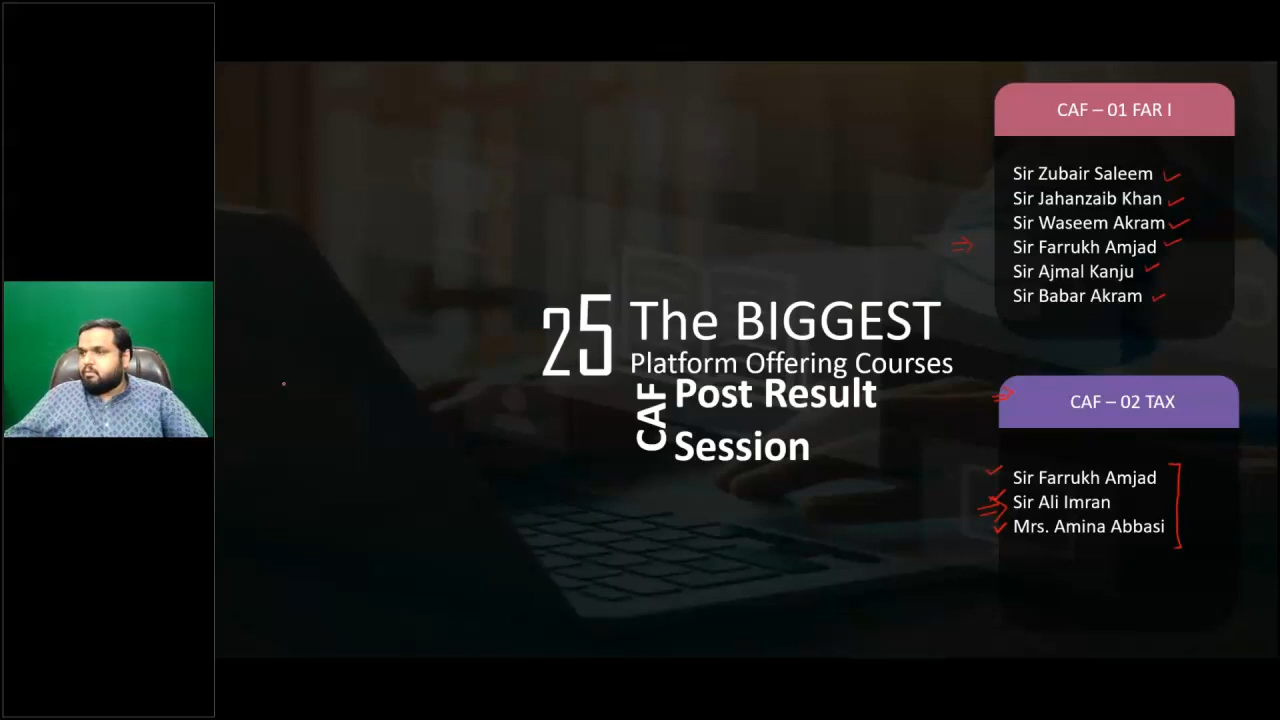 25 The BIGGEST
Platform Offering Courses
CAF Post Result
Session
CAF – 01 FAR I
Sir Zubair Saleem
Sir Jahanzaib Khan
Sir Waseem Akram
Sir Farrukh Amjad
Sir Ajmal Kanju
Sir Babar Akram
CAF – 02 TAX
Sir Farrukh Amjad
Sir Ali Imran
Mrs. Amina Abbasi